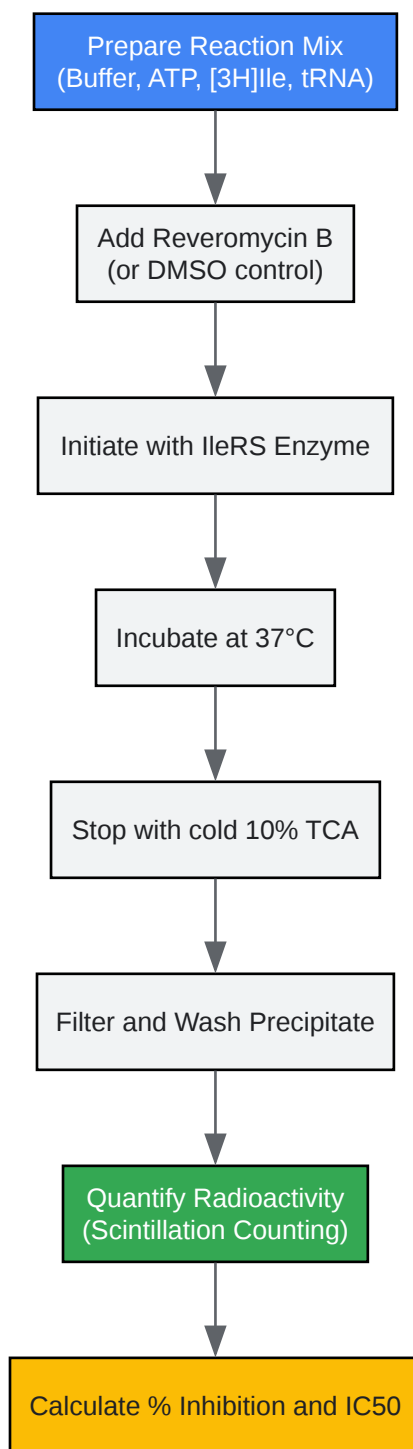 Prepare Reaction Mix
(Buffer, ATP, [3H]Ile, tRNA)
Add Reveromycin B
(or DMSO control)
Initiate with IleRS Enzyme
Incubate at 37°C
Stop with cold 10% TCA
Filter and Wash Precipitate
Quantify Radioactivity
(Scintillation Counting)
Calculate % Inhibition and IC50